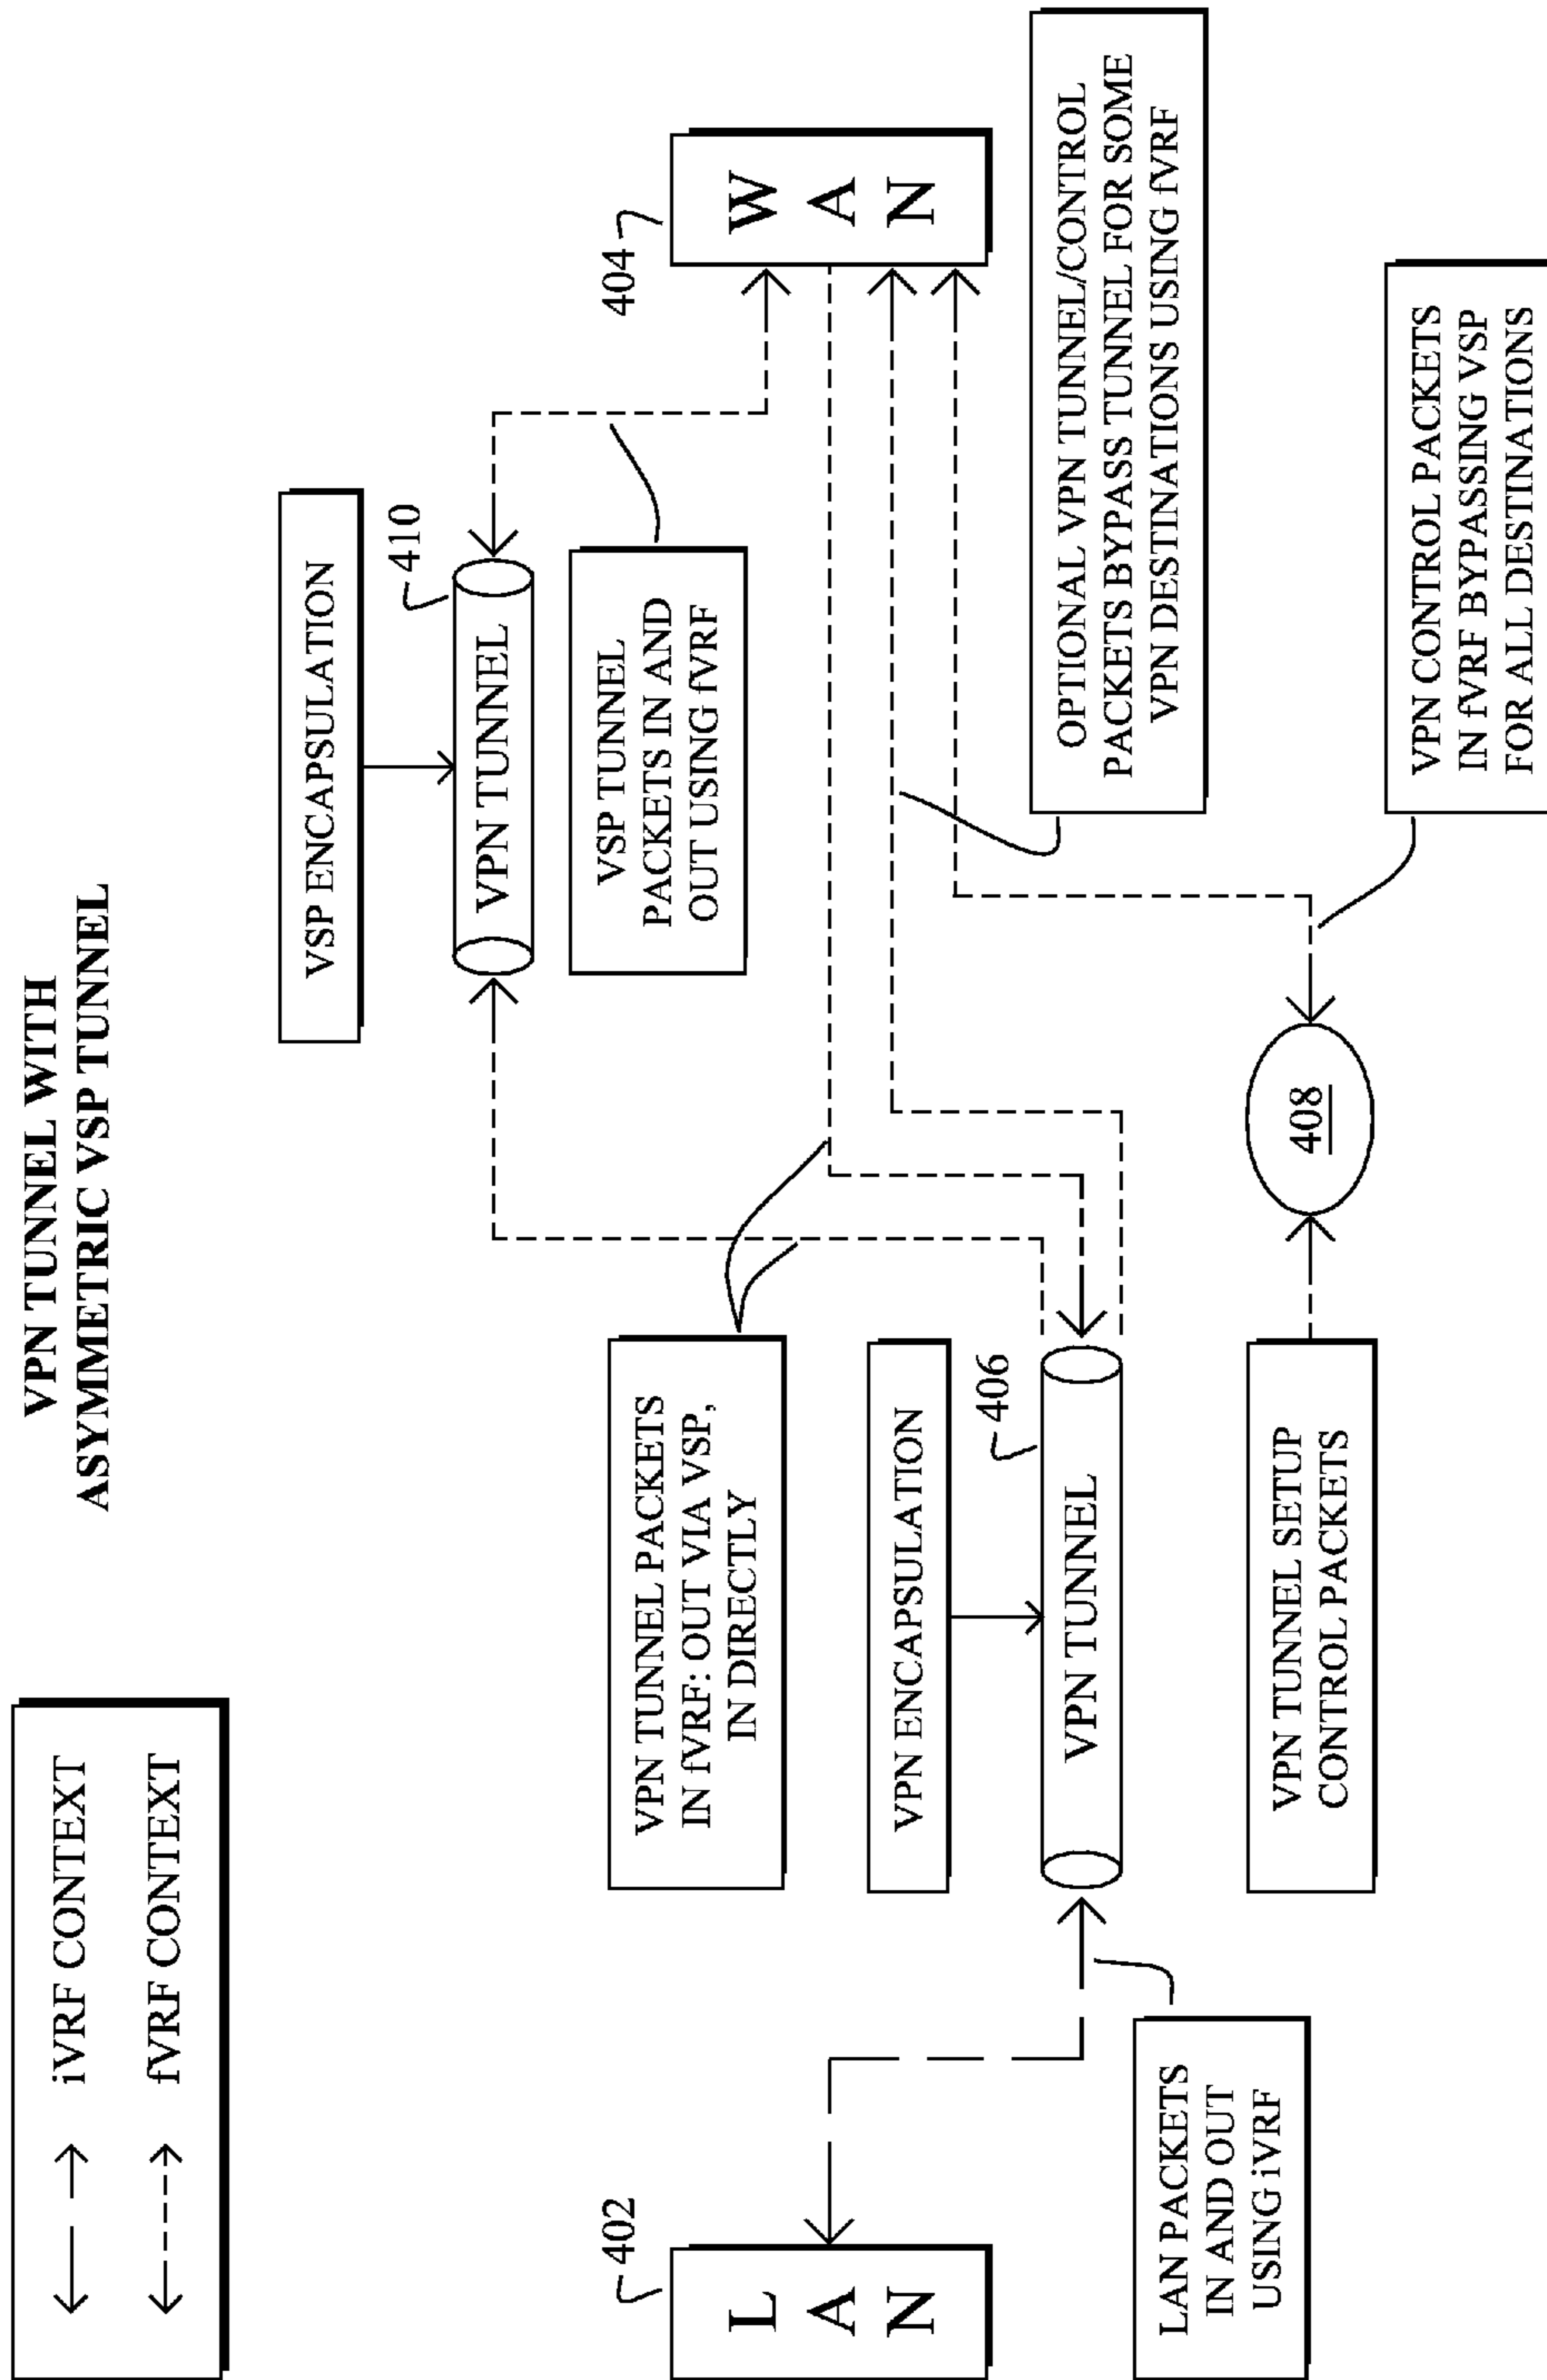 VPN TUNNEL WITH
ASYMMETRIC VSP TUNNEL
iVRF CONTEXT
fVRF CONTEXT
VSP ENCAPSULATION
410
VPN TUNNEL
VSP TUNNEL
PACKETS IN AND
OUT USING fVRF
404
W
A
N
VPN TUNNEL PACKETS
IN fVRF: OUT VIA VSP,
IN DIRECTLY
402
L
A
N
VPN ENCAPSULATION
406
VPN TUNNEL
OPTIONAL VPN TUNNEL/CONTROL
PACKETS BYPASS TUNNEL FOR SOME
VPN DESTINATIONS USING fVRF
LAN PACKETS
IN AND OUT
USING iVRF
VPN TUNNEL SETUP
CONTROL PACKETS
408
VPN CONTROL PACKETS
IN fVRF BYPASSING VSP
FOR ALL DESTINATIONS